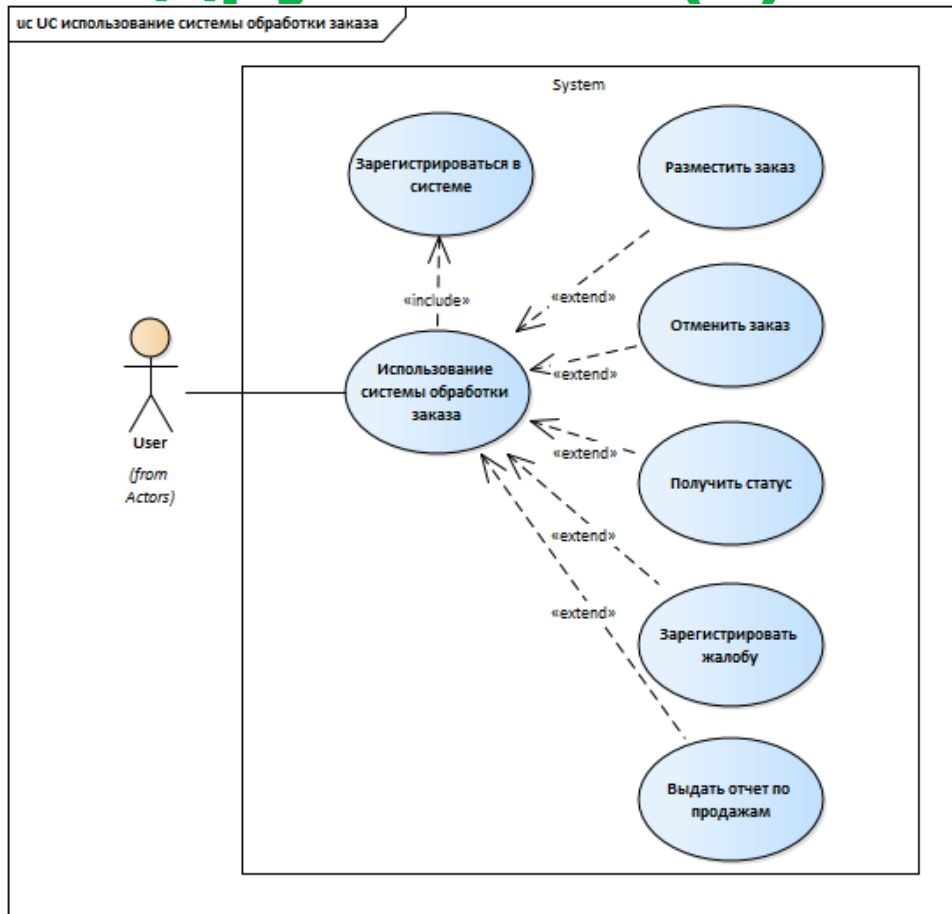 uc UC использование системы обработки заказа
System
Зарегистрироваться в
системе
Разместить заказ
«include»
«extend»
Отменить заказ
«extend»
Использование
системы обработки
заказа
User
(from
Actors)
«extend»
Получить статус
«extend»
Зарегистрировать
жалобу
«extend»
Выдать отчет по
продажам